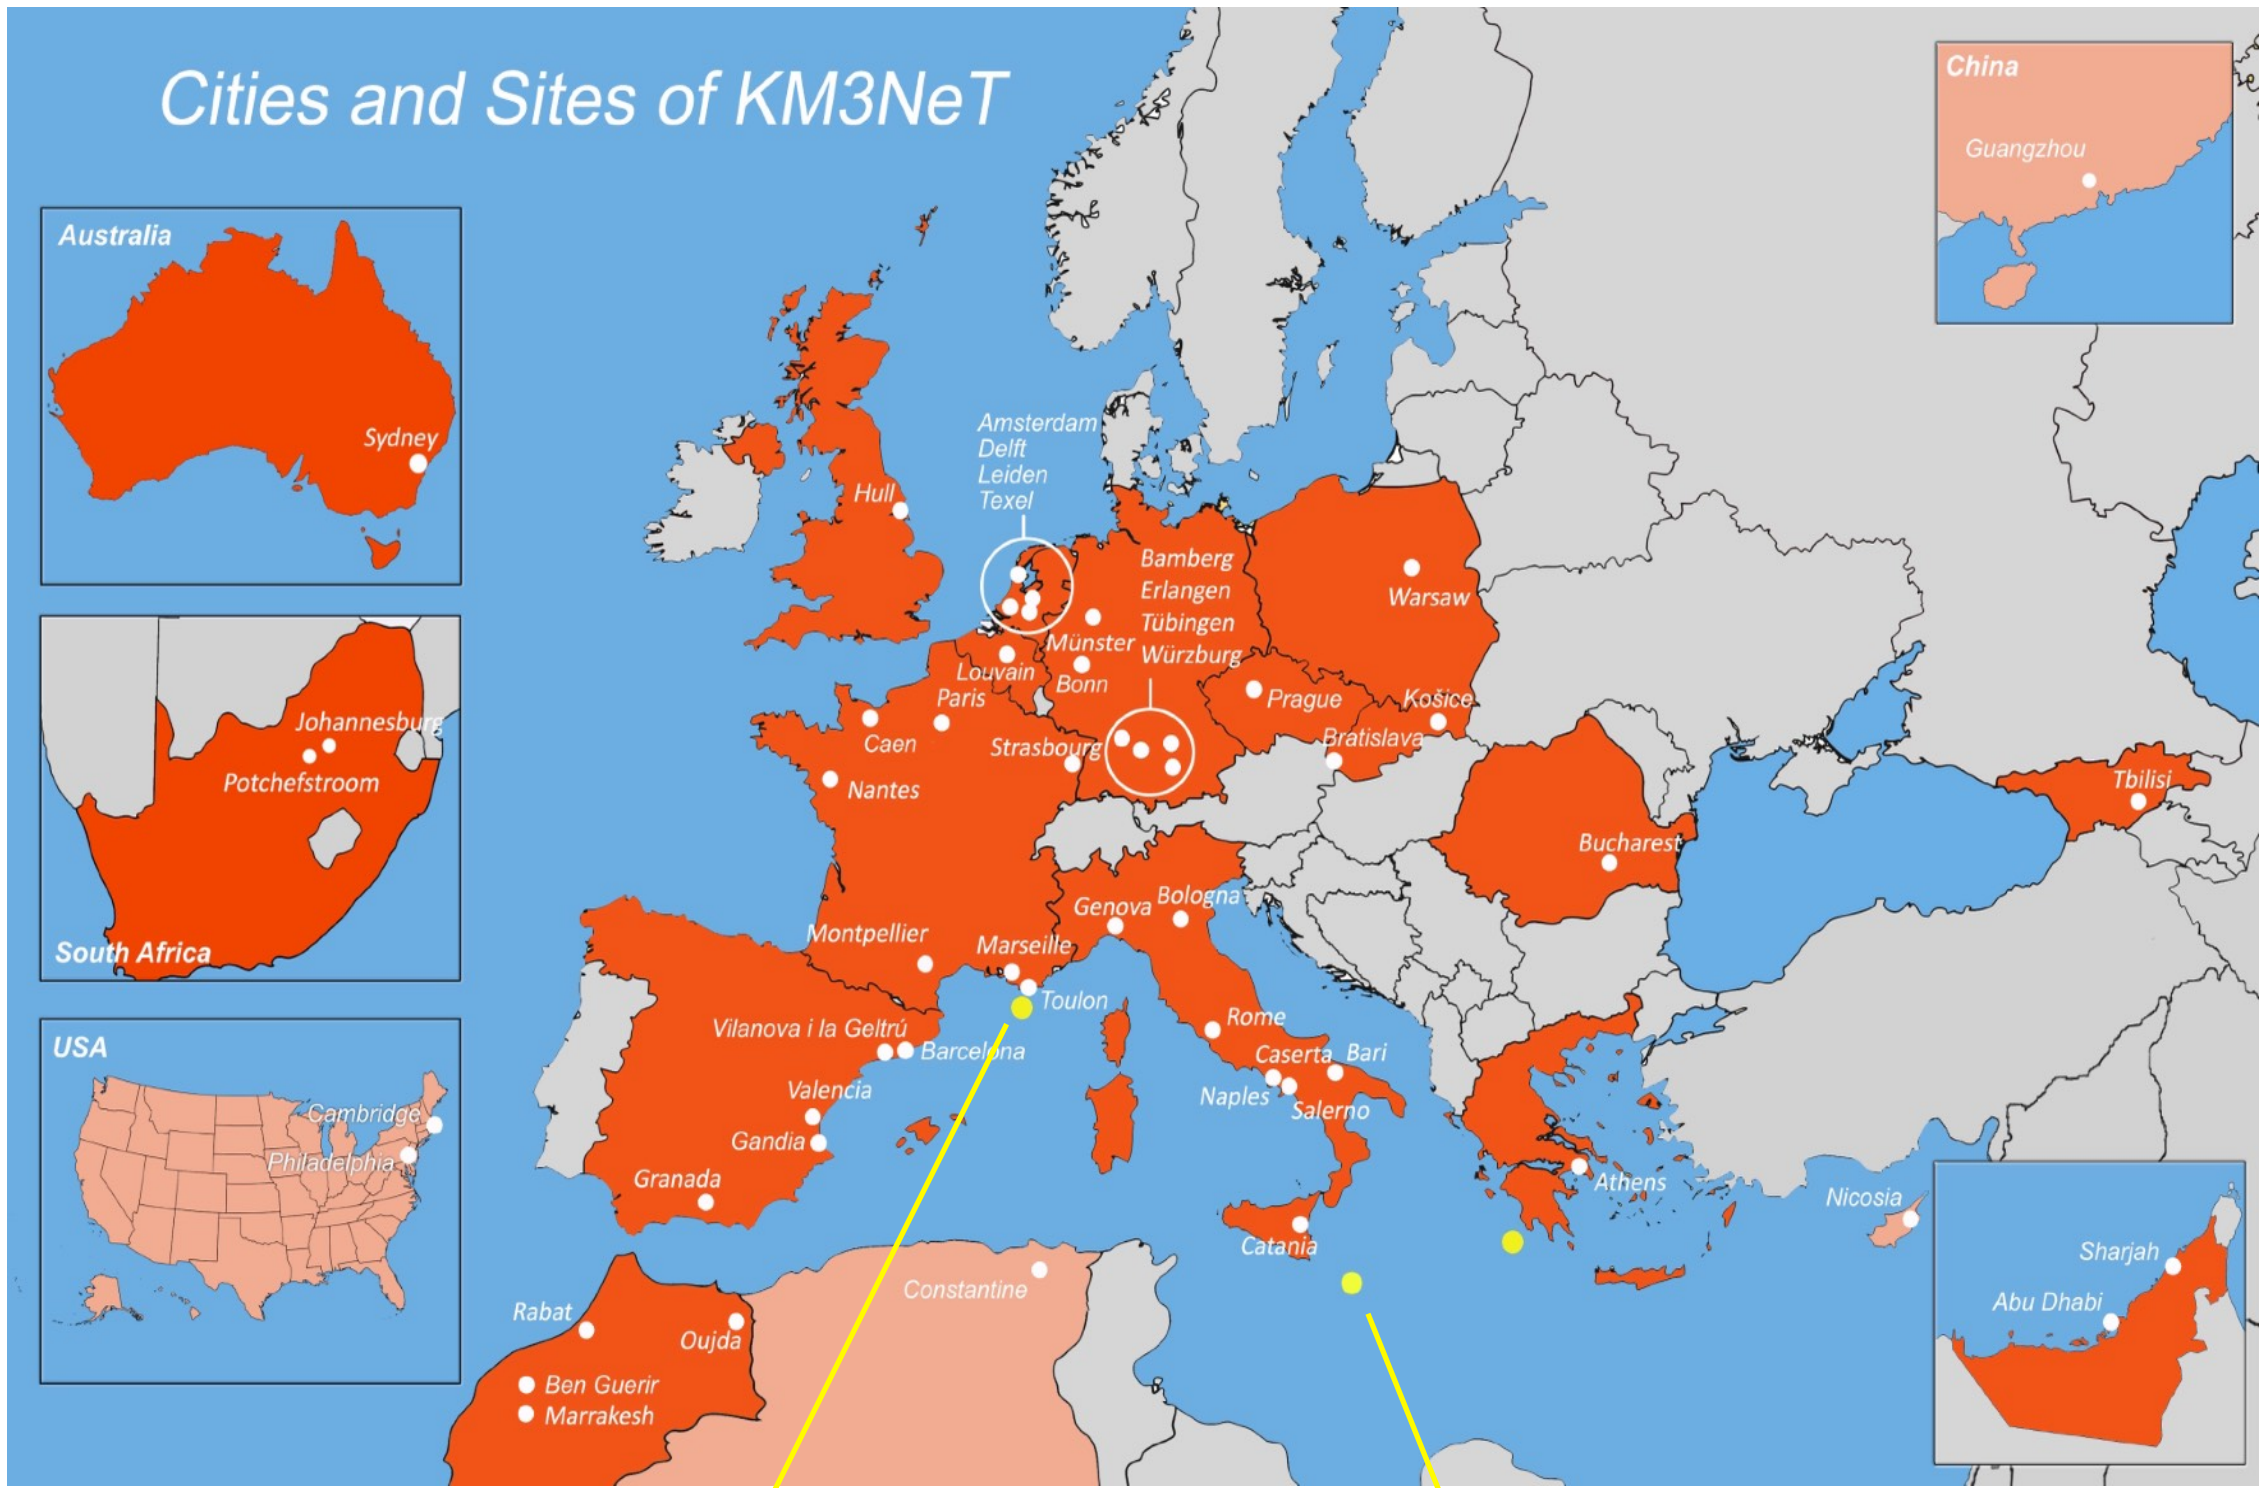 Cities and Sites of KM3NeT
China
Guangzhou
Australia
Sydney
Johannesburg
Potchefstroom
South Africa
USA
Cambridge
Philadelphia
Amsterdam
Delft
Leiden
Texel
Hull
Bamberg
Erlangen
Tübingen
Würzburg
Warsaw
Münster
Louvain
Bonn
Paris
Prague
Košice
Caen
Strasbourg
Bratislava
Nantes
Tbilisi
Bucharest
Genova
Bologna
Montpellier
Marseille
Toulon
Vilanova i la Geltrú
Barcelona
Rome
Caserta
Bari
Naples
Salerno
Valencia
Gandia
Granada
Athens
Catania
Nicosia
Constantine
Rabat
Oujda
Ben Guerir
Marrakesh
Sharjah
Abu Dhabi